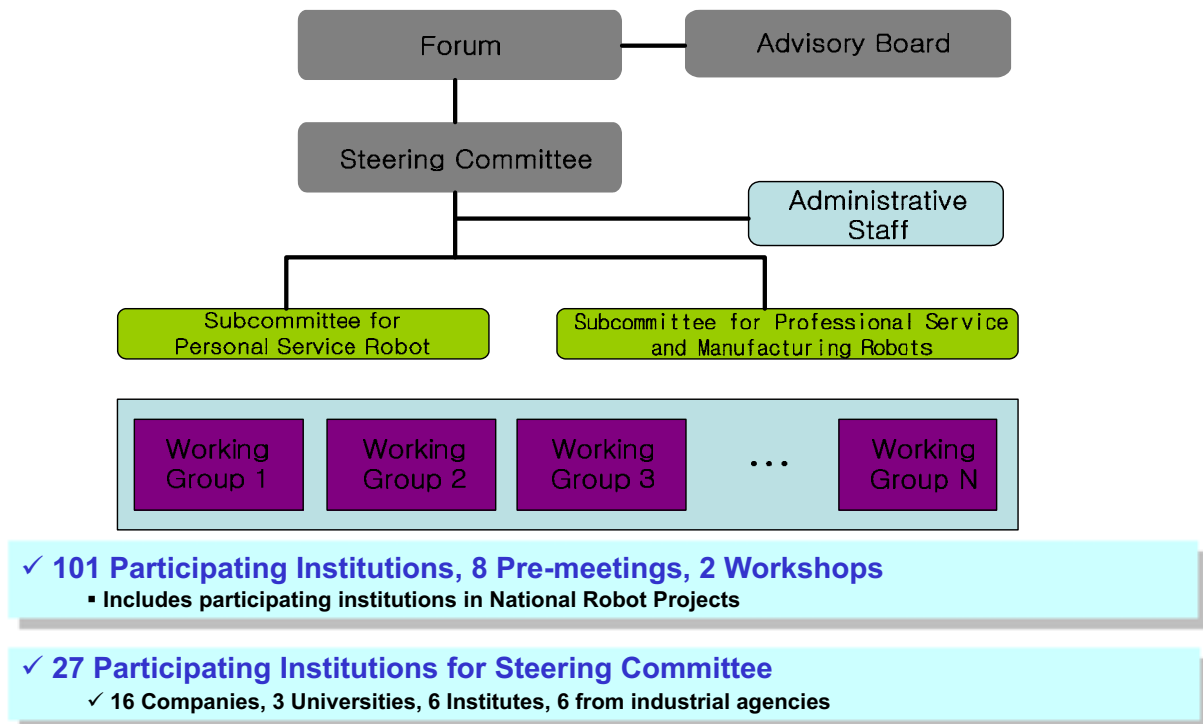 Forum
Advisory Board
Steering Committee
Administrative
Staff
Subcommittee for
Personal Service Robot
Subcommittee for Professional Service
and Manufacturing Robots
Working
Group 1
Working
Group 2
Working
Group 3
...
Working
Group N
✓ 101 Participating Institutions, 8 Pre-meetings, 2 Workshops
▪ Includes participating institutions in National Robot Projects
✓ 27 Participating Institutions for Steering Committee
✓ 16 Companies, 3 Universities, 6 Institutes, 6 from industrial agencies